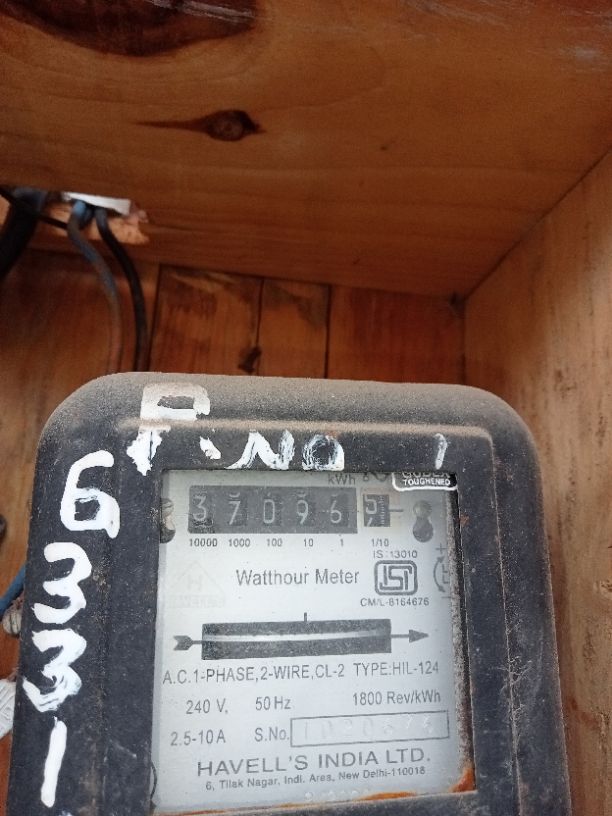 P.NO 1
6331
kWh
TOUGHENED
37096
10000 1000 100 10 1 1/10
IS:13010
Watthour Meter
ISI
CM/L-8164676
A.C.1-PHASE,2-WIRE,CL-2 TYPE:HIL-124
240 V, 50 Hz 1800 Rev/kWh
2.5-10 A S.No.
HAVELL'S INDIA LTD.
6, Tilak Nagar, Indl. Area, New Delhi-110018